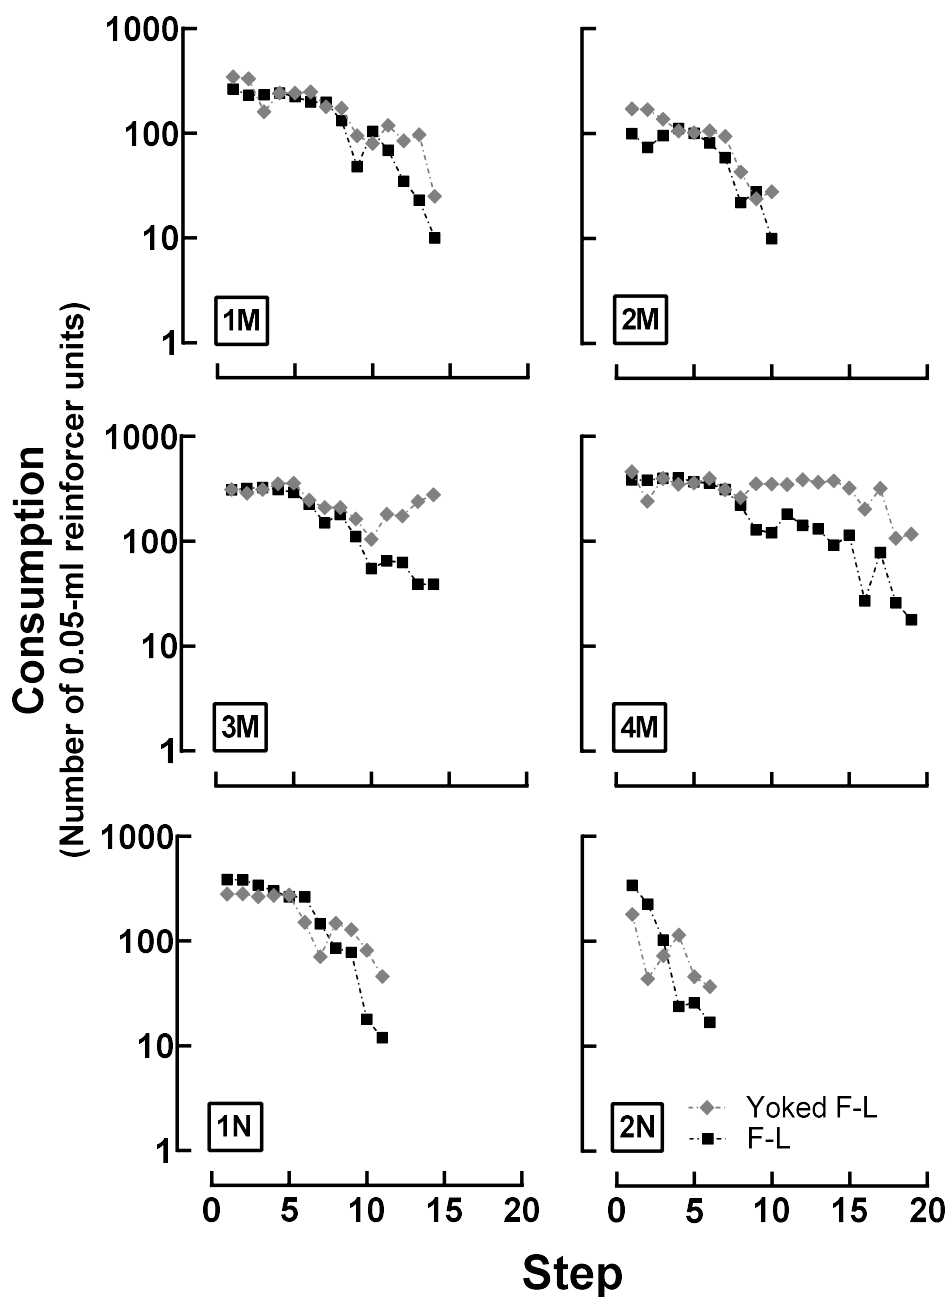 1000
100
10
1
1M
2M
Consumption
(Number of 0.05-ml reinforcer units)
1000
100
10
1
3M
4M
1000
100
10
1
1N
2N
Yoked F-L
F-L
0 5 10 15 20 0 5 10 15 20
Step